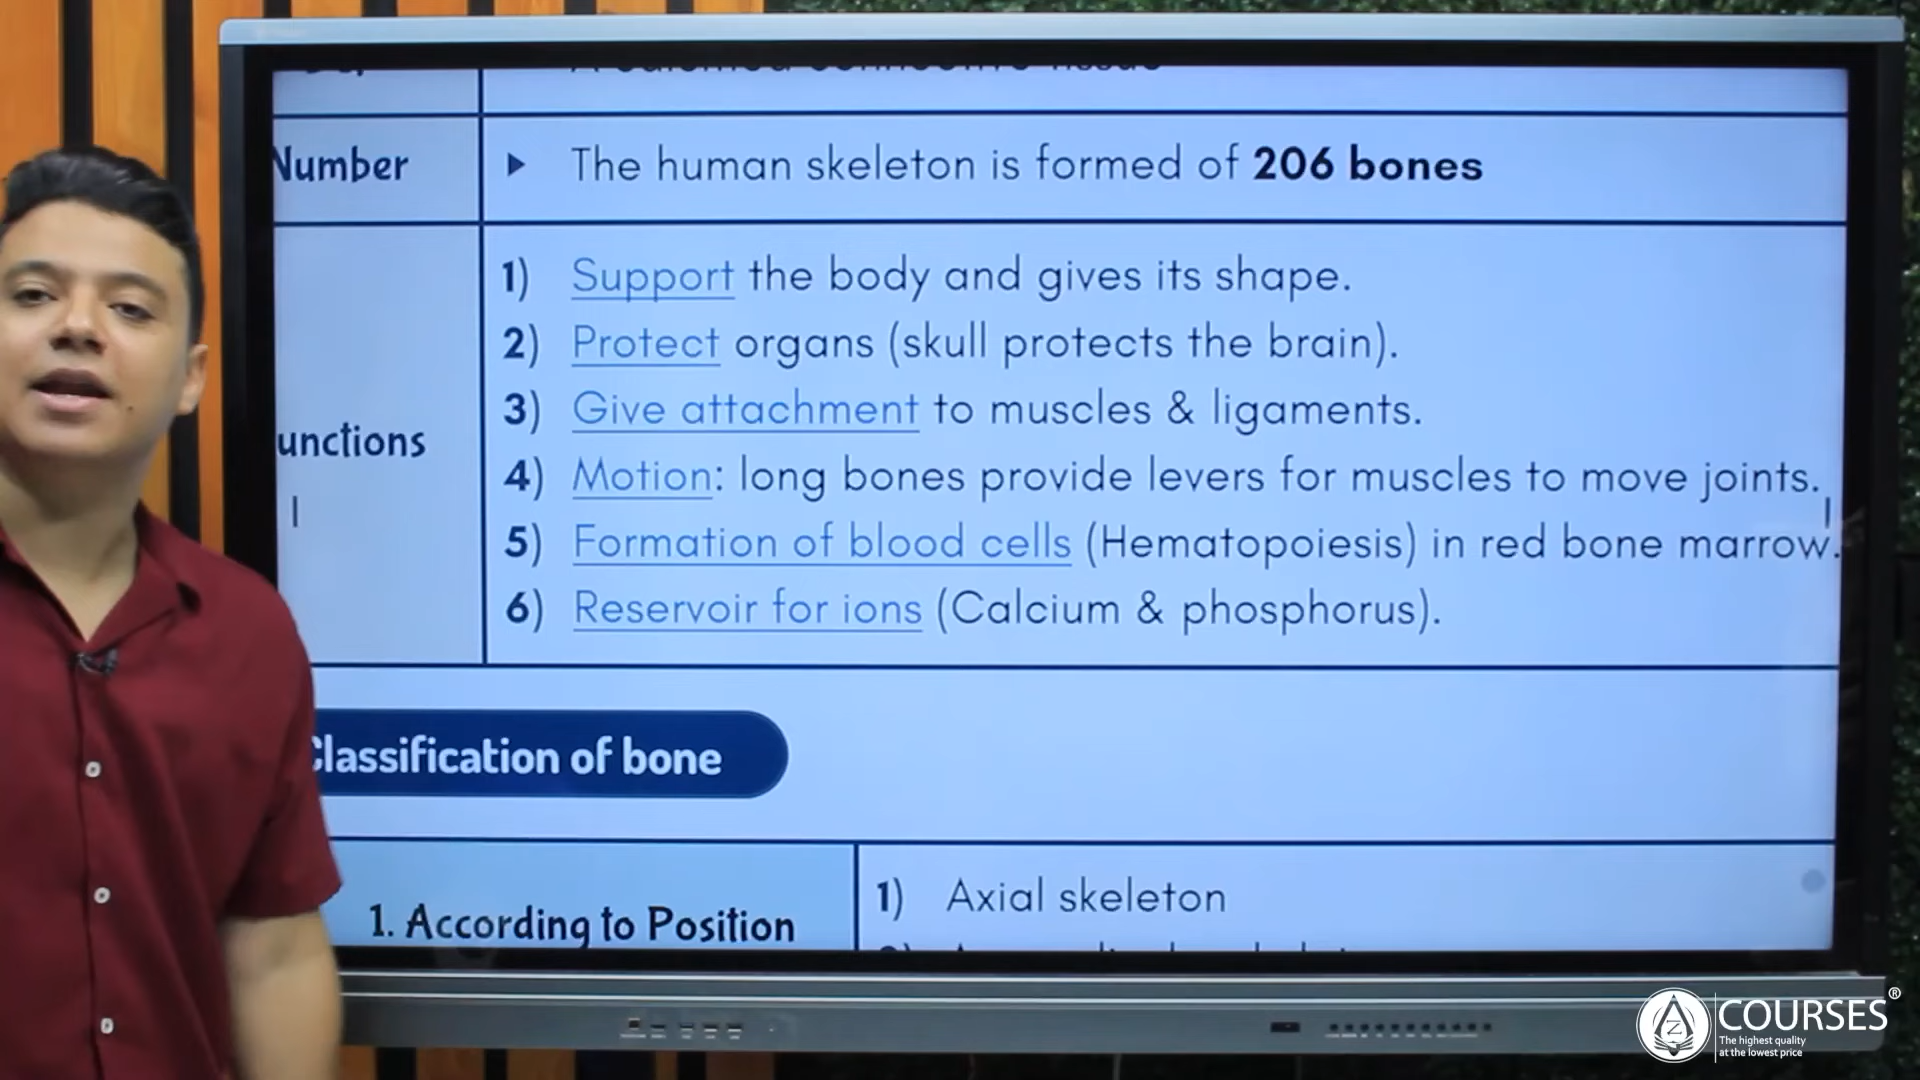 Number
▶ The human skeleton is formed of 206 bones
unctions
1) Support the body and gives its shape.
2) Protect organs (skull protects the brain).
3) Give attachment to muscles & ligaments.
4) Motion: long bones provide levers for muscles to move joints.
5) Formation of blood cells (Hematopoiesis) in red bone marrow.
6) Reservoir for ions (Calcium & phosphorus).
Classification of bone
1. According to Position
1) Axial skeleton
AZ COURSES®
The highest quality
at the lowest price